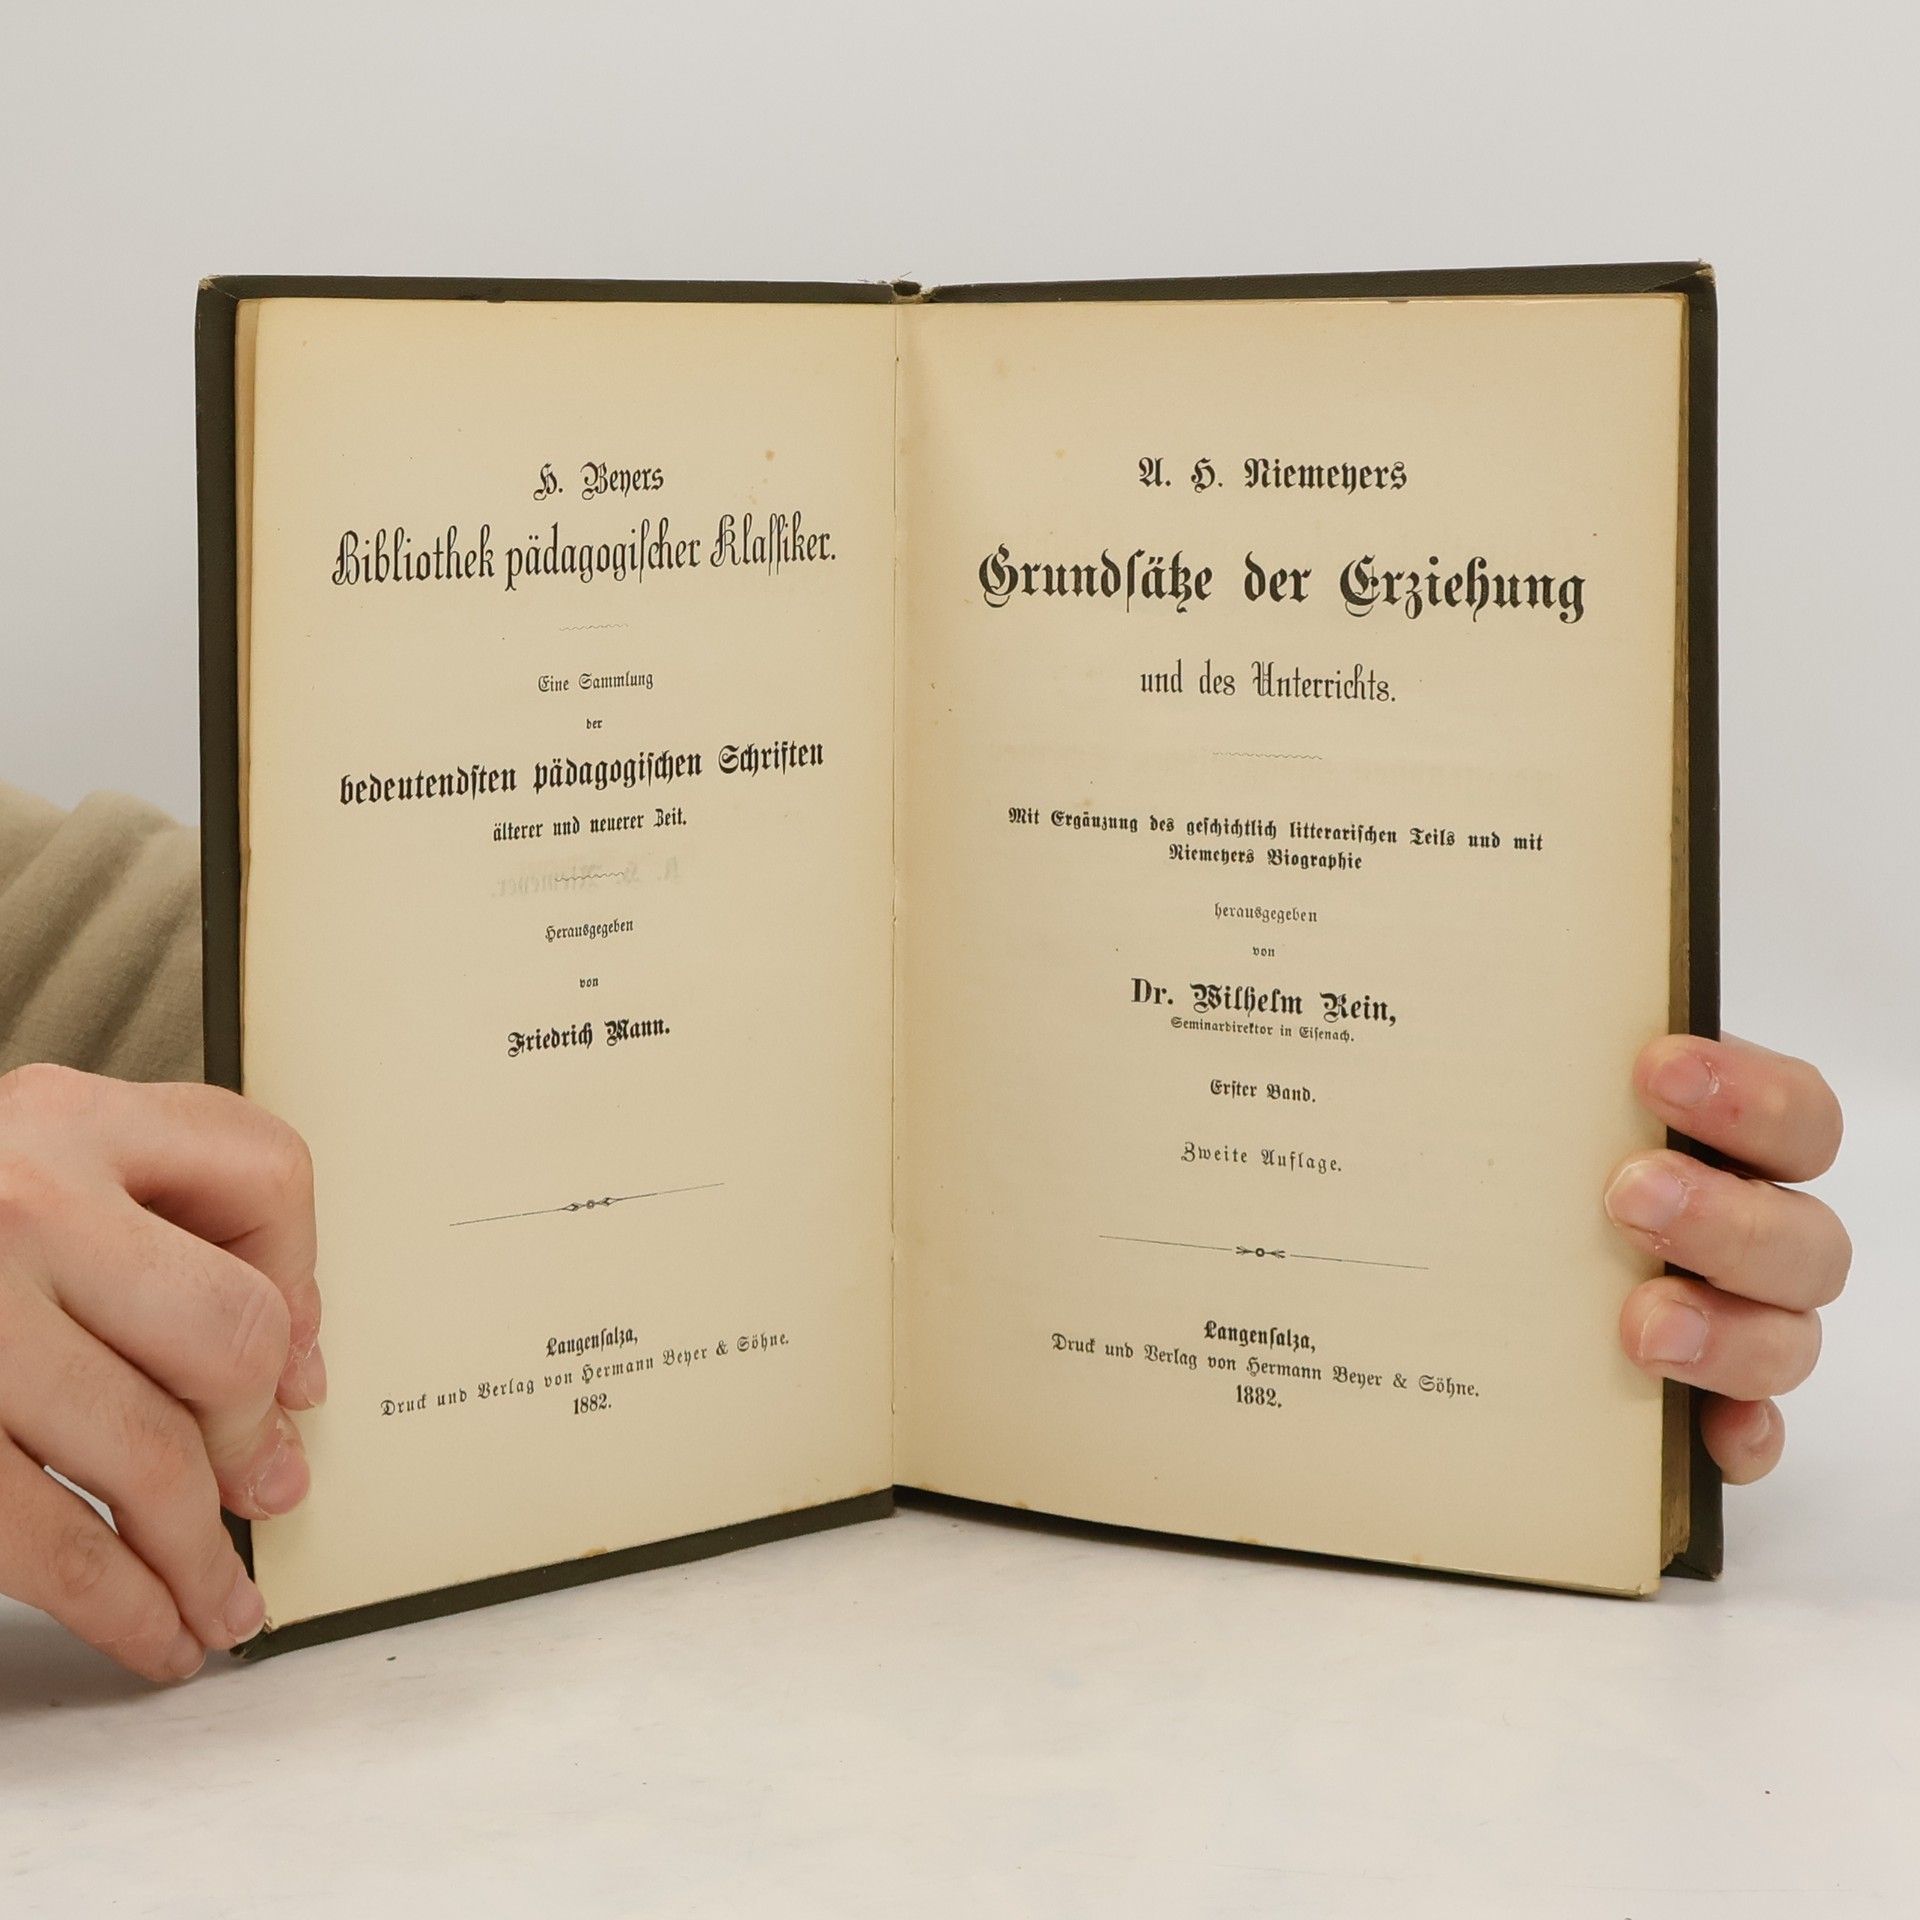 H. Beyers
Bibliothek pädagogiſcher Klaſſiker.
Eine Sammlung
der
bedeutendſten pädagogiſchen Schriften
älterer und neuerer Zeit.
Herausgegeben
von
Friedrich Mann.
Langenſalza,
Druck und Verlag von Hermann Beyer & Söhne.
1882.
A. H. Niemeyers
Grundſätze der Erziehung
und des Unterrichts.
Mit Ergänzung des geſchichtlich litterariſchen Teils und mit
Niemeyers Biographie
herausgegeben
von
Dr. Wilhelm Rein,
Seminardirektor in Eiſenach.
Erſter Band.
Zweite Auflage.
Langenſalza,
Druck und Verlag von Hermann Beyer & Söhne.
1882.